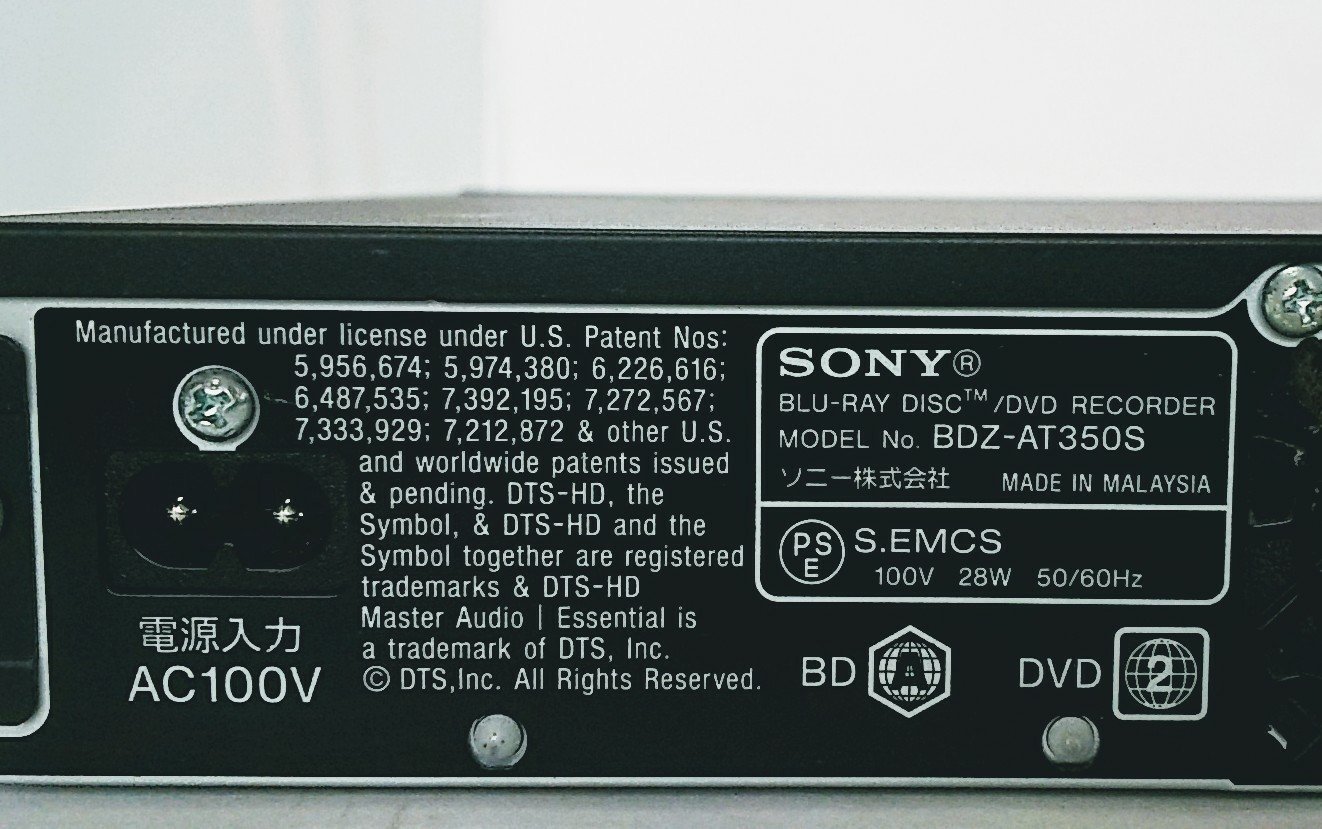 Manufactured under license under U.S. Patent Nos:
5,956,674; 5,974,380; 6,226,616;
6,487,535; 7,392,195; 7,272,567;
7,333,929; 7,212,872 & other U.S.
and worldwide patents issued
& pending. DTS-HD, the
Symbol, & DTS-HD and the
Symbol together are registered
trademarks & DTS-HD
Master Audio | Essential is
a trademark of DTS, Inc.
© DTS,Inc. All Rights Reserved.
電源入力
AC100V
SONY®
BLU-RAY DISC™/DVD RECORDER
MODEL No. BDZ-AT350S
ソニー株式会社 MADE IN MALAYSIA
PS
E
S.EMCS
100V 28W 50/60Hz
BD A
DVD 2